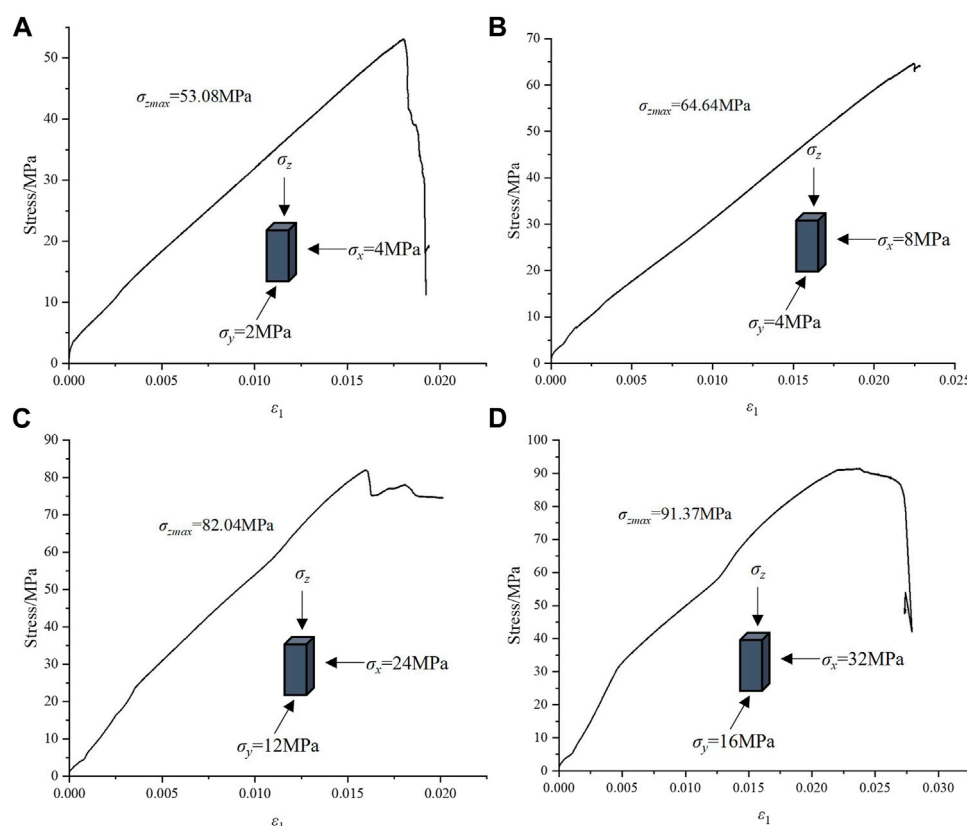 A
Stress/MPa
50
40
30
20
10
0
0.000
0.005
0.010
0.015
0.020
ε1
σzmax=53.08MPa
σz
σx=4MPa
σy=2MPa
B
Stress/MPa
70
60
50
40
30
20
10
0
0.000
0.005
0.010
0.015
0.020
0.025
ε1
σzmax=64.64MPa
σz
σx=8MPa
σy=4MPa
C
Stress/MPa
90
80
70
60
50
40
30
20
10
0
0.000
0.005
0.010
0.015
0.020
ε1
σzmax=82.04MPa
σz
σx=24MPa
σy=12MPa
D
Stress/MPa
100
90
80
70
60
50
40
30
20
10
0
0.000
0.005
0.010
0.015
0.020
0.025
0.030
ε1
σzmax=91.37MPa
σz
σx=32MPa
σy=16MPa